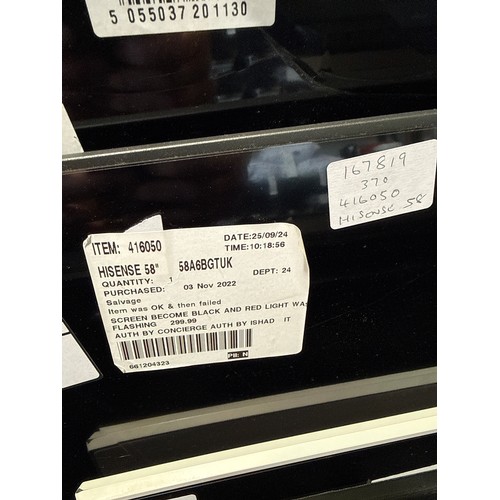 5 055037 201130
167819
370
416050
HISENSE 58
ITEM: 416050
DATE:25/09/24
TIME:10:18:56
HISENSE 58" 58A6BGTUK
QUANTITY: 1
DEPT: 24
PURCHASED: 03 Nov 2022
Salvage
Item was OK & then failed
SCREEN BECOME BLACK AND RED LIGHT WAS
FLASHING 299.99
AUTH BY CONCIERGE AUTH BY ISHAD IT
661204323
PB: N